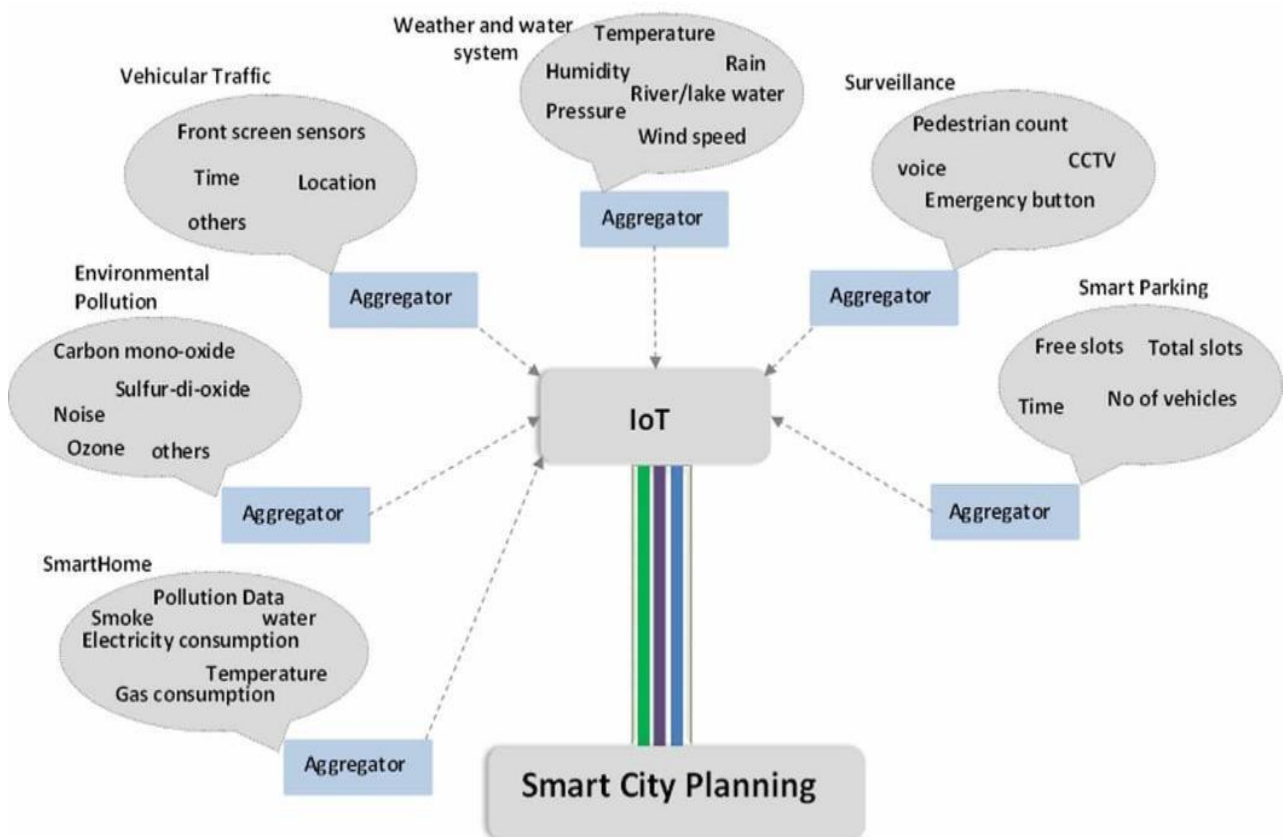 Weather and water
system
Temperature
Humidity
Rain
River/lake water
Pressure
Wind speed
Aggregator
Vehicular Traffic
Front screen sensors
Time
Location
others
Aggregator
Surveillance
Pedestrian count
voice
CCTV
Emergency button
Aggregator
Environmental
Pollution
Carbon mono-oxide
Sulfur-di-oxide
Noise
Ozone
others
Aggregator
Smart Parking
Free slots
Total slots
Time
No of vehicles
Aggregator
IoT
SmartHome
Pollution Data
Smoke
water
Electricity consumption
Temperature
Gas consumption
Aggregator
Smart City Planning